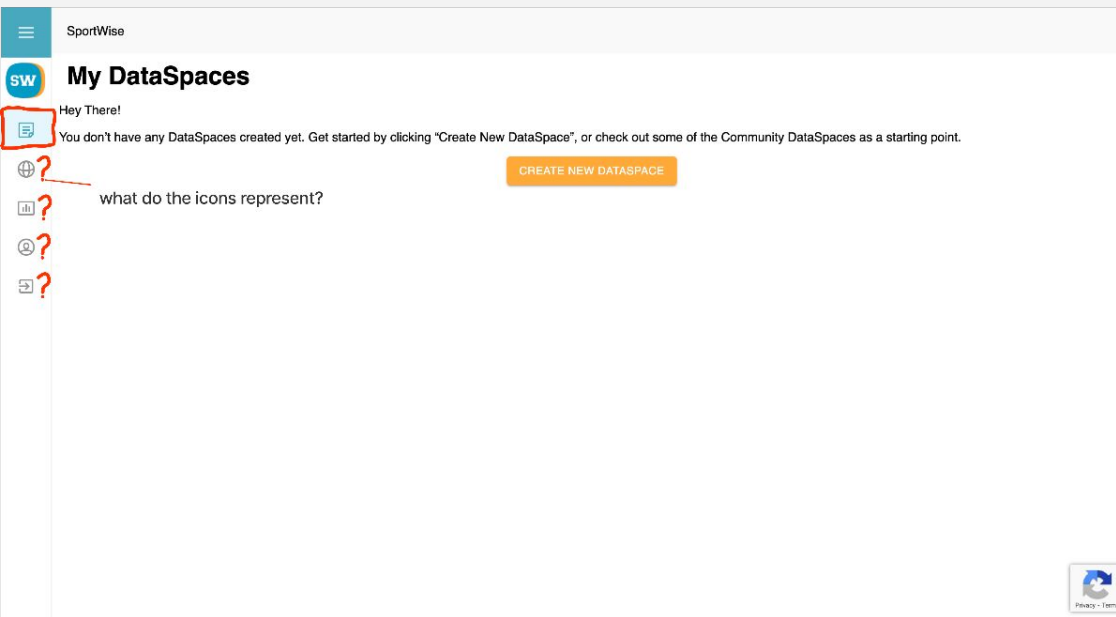 SportWise
SW
My DataSpaces
Hey There!
You don't have any DataSpaces created yet. Get started by clicking “Create New DataSpace”, or check out some of the Community DataSpaces as a starting point.
CREATE NEW DATASPACE
?
what do the icons represent?
?
?
?
Privacy - Term